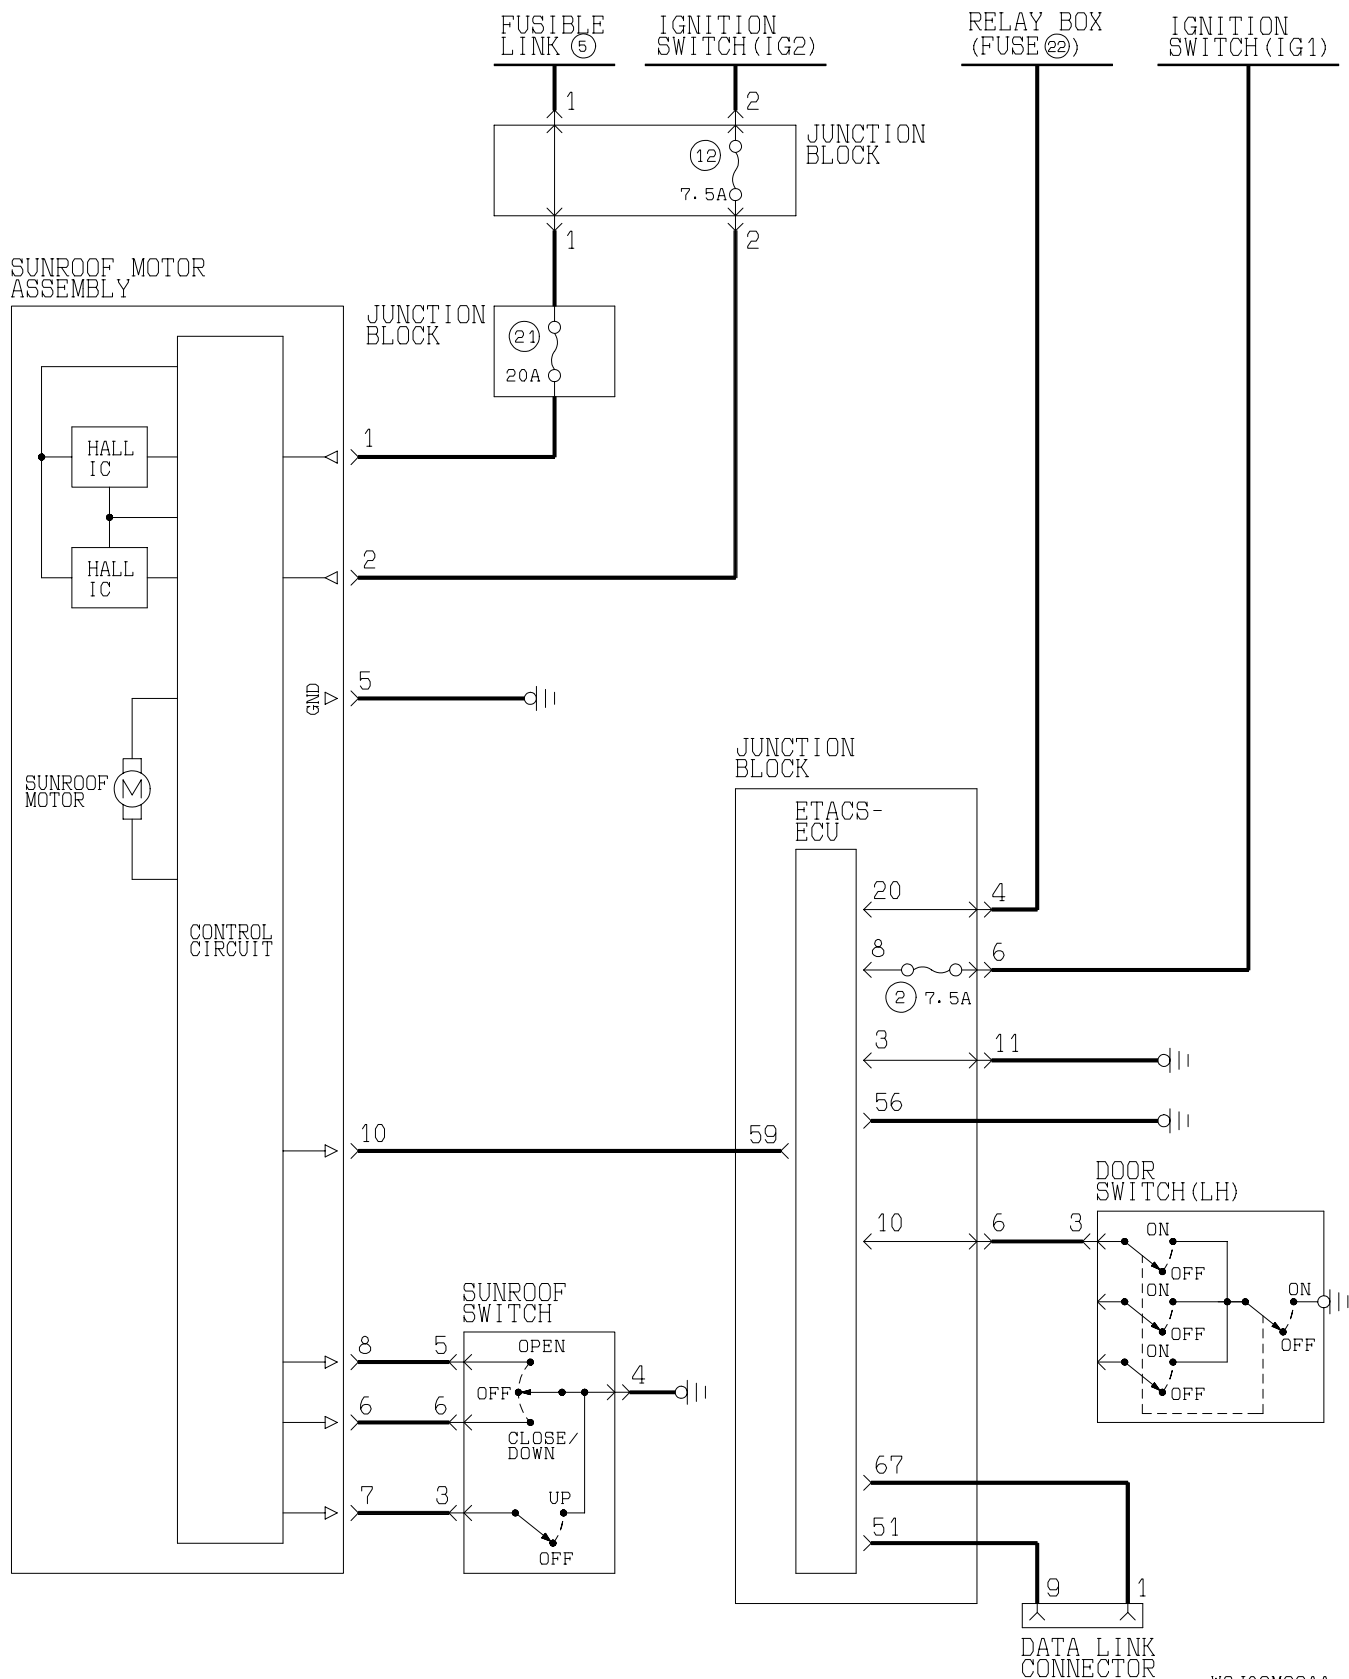 FUSIBLE
LINK ⑤
IGNITION
SWITCH(IG2)
RELAY BOX
(FUSE㉒)
IGNITION
SWITCH(IG1)
1
2
JUNCTION
BLOCK
12
7.5A
1
2
SUNROOF MOTOR
ASSEMBLY
JUNCTION
BLOCK
21
20A
HALL
IC
1
HALL
IC
2
GND
5
SUNROOF
MOTOR
M
CONTROL
CIRCUIT
JUNCTION
BLOCK
ETACS-
ECU
20
4
8
6
2
7.5A
3
11
56
10
59
DOOR
SWITCH(LH)
10
6
3
ON
OFF
ON
OFF
ON
OFF
ON
OFF
SUNROOF
SWITCH
8
5
OPEN
OFF
4
6
6
CLOSE/
DOWN
7
3
UP
OFF
67
51
9
1
DATA LINK
CONNECTOR